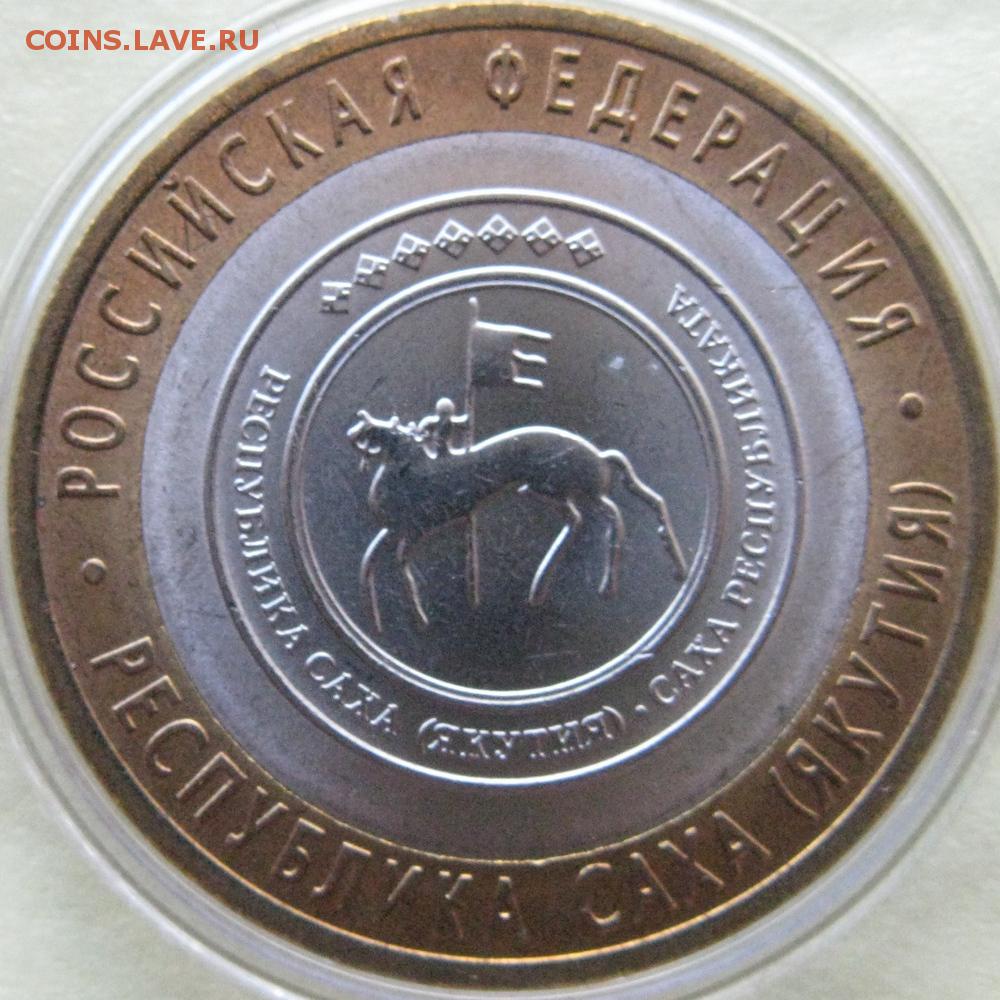 COINS.LAVE.RU
РОССИЙСКАЯ ФЕДЕРАЦИЯ
• РЕСПУБЛИКА САХА (ЯКУТИЯ) •
РЕСПУБЛИКА САХА (ЯКУТИЯ) • САХА РЕСПУБЛИКАТА